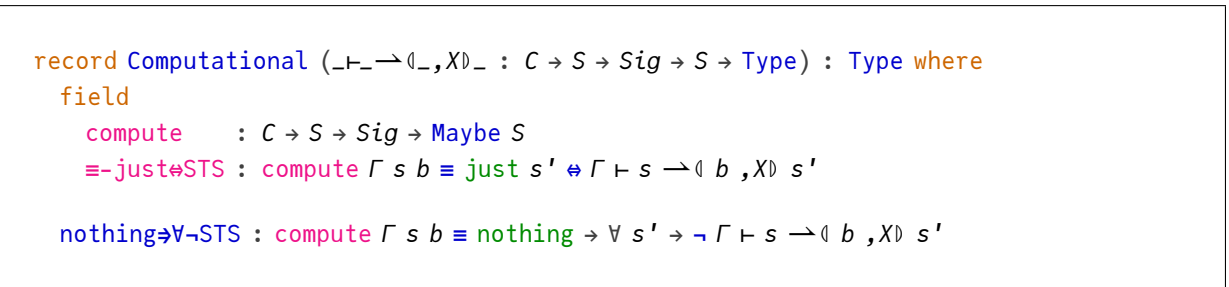 record Computational (_⊢_⇀⦇_,X⦈_ : C → S → Sig → S → Type) : Type where
field
compute : C → S → Sig → Maybe S
≡-just⇔STS : compute Γ s b ≡ just s' ⇔ Γ ⊢ s ⇀⦇ b ,X⦈ s'
nothing⇒∀¬STS : compute Γ s b ≡ nothing → ∀ s' → ¬ Γ ⊢ s ⇀⦇ b ,X⦈ s'